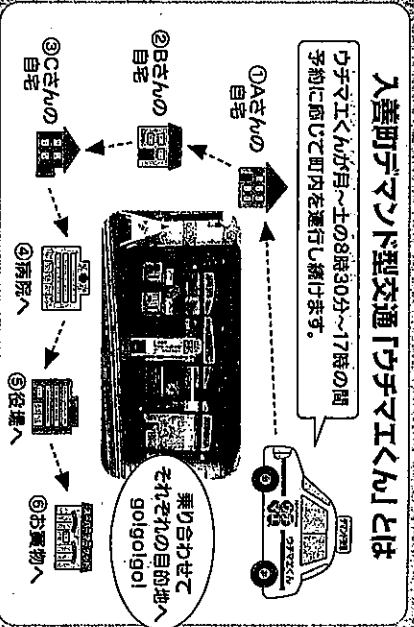 入善町デマンド型交通「ウチマエくん」とは
ウチマエくんが月～土の8時30分～17時の間
予約に応じて町内を運行し続けます。
ウチマエくん
①Aさんの
自宅
②Bさんの
自宅
③Cさんの
自宅
④病院へ
⑤役場へ
⑥お買物へ
乗り合わせて
それぞれの目的地へ
go!go!go!